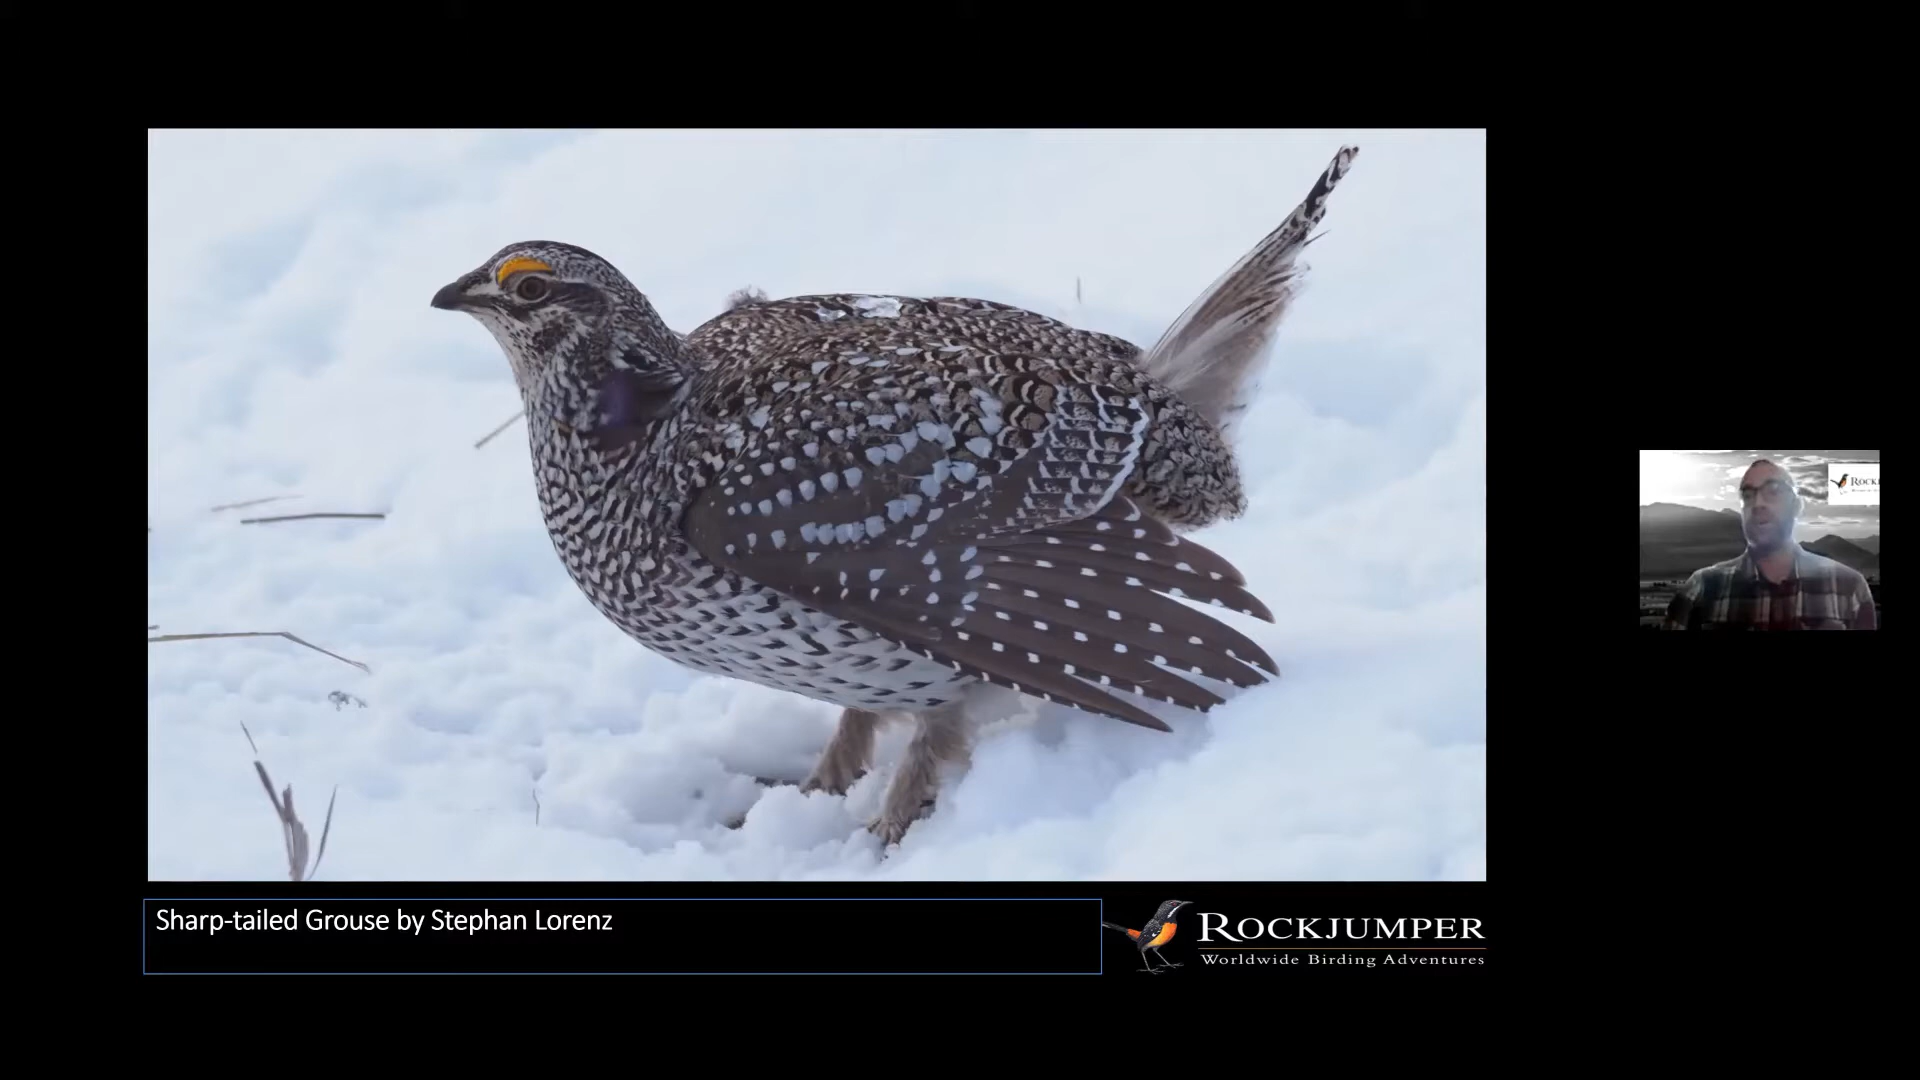 Sharp-tailed Grouse by Stephan Lorenz
ROCKJUMPER
Worldwide Birding Adventures